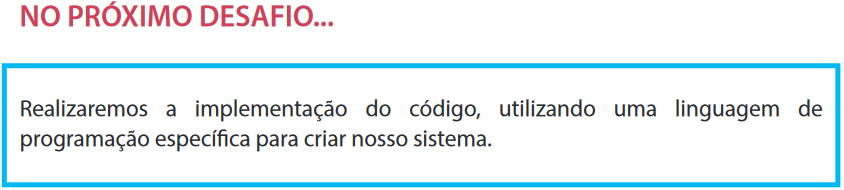 NO PRÓXIMO DESAFIO...
Realizaremos a implementação do código, utilizando uma linguagem de
programação específica para criar nosso sistema.